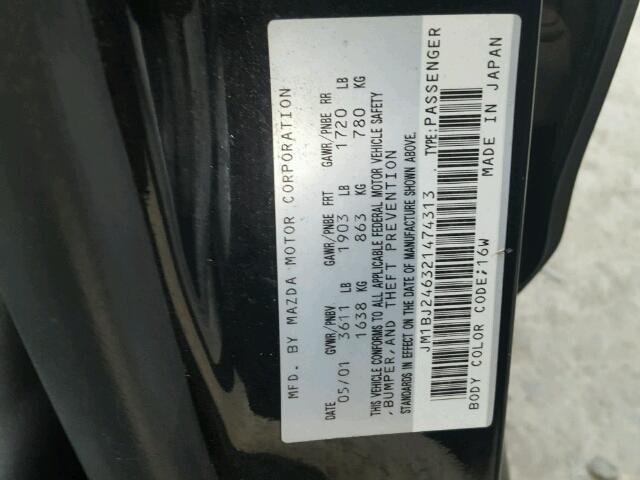 MFD. BY MAZDA MOTOR CORPORATION
DATE GVWR/PNBV GAWR/PNBE FRT GAWR/PNBE RR
05/01 3611 LB 1903 LB 1720 LB
1638 KG 863 KG 780 KG
THIS VEHICLE CONFORMS TO ALL APPLICABLE FEDERAL MOTOR VEHICLE SAFETY
,BUMPER,AND THEFT PREVENTION
STANDARDS IN EFFECT ON THE DATE OF MANUFACTURE SHOWN ABOVE.
JM1BJ246321474313 TYPE:PASSENGER
BODY COLOR CODE;16W MADE IN JAPAN